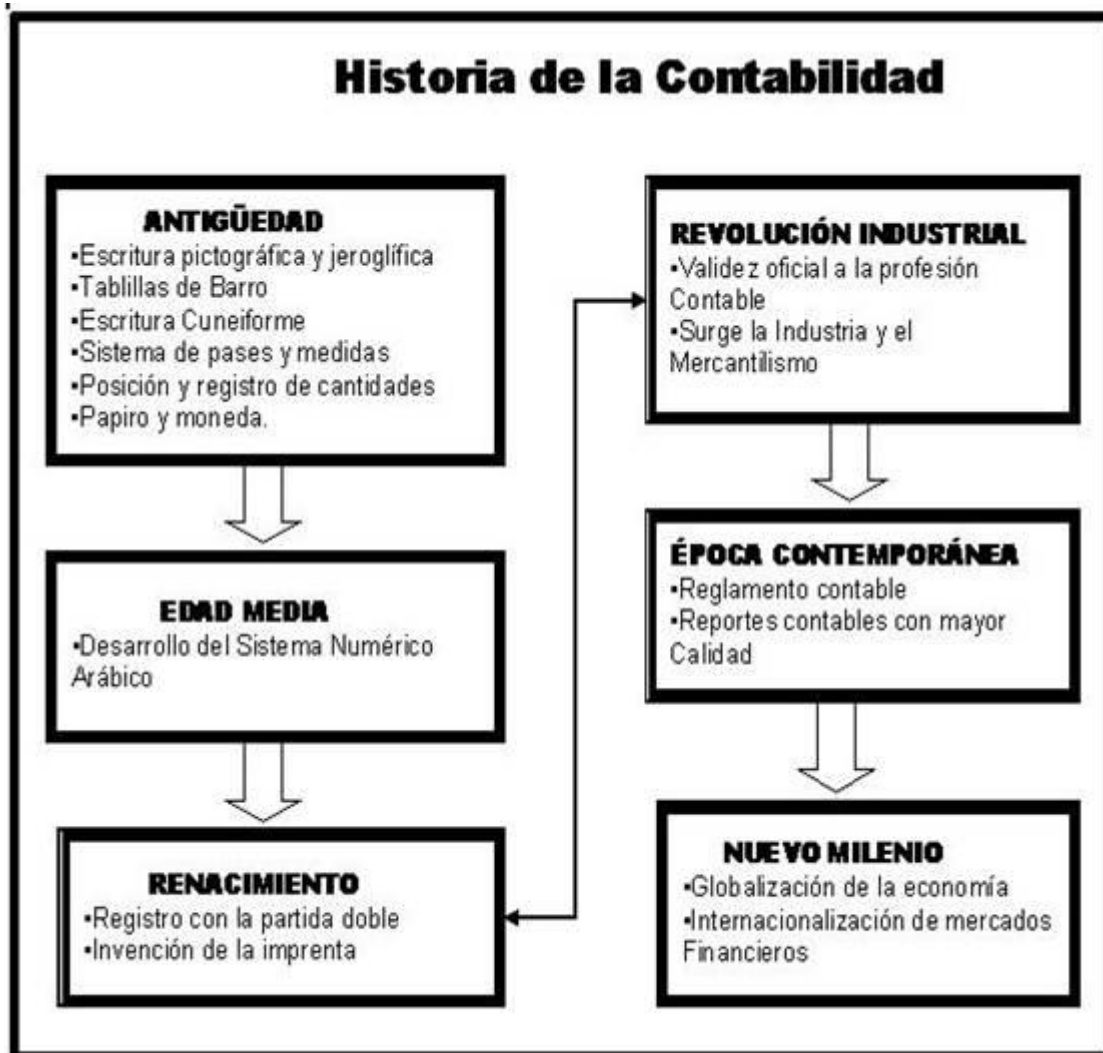 Historia de la Contabilidad
ANTIGÜEDAD
▪Escritura pictográfica y jeroglífica
▪Tablillas de Barro
▪Escritura Cuneiforme
▪Sistema de pases y medidas
▪Posición y registro de cantidades
▪Papiro y moneda.
EDAD MEDIA
▪Desarrollo del Sistema Numérico
Arábico
RENACIMIENTO
▪Registro con la partida doble
▪Invención de la imprenta
REVOLUCIÓN INDUSTRIAL
▪Validez oficial a la profesión
Contable
▪Surge la Industria y el
Mercantilismo
ÉPOCA CONTEMPORÁNEA
▪Reglamento contable
▪Reportes contables con mayor
Calidad
NUEVO MILENIO
▪Globalización de la economía
▪Internacionalización de mercados
Financieros